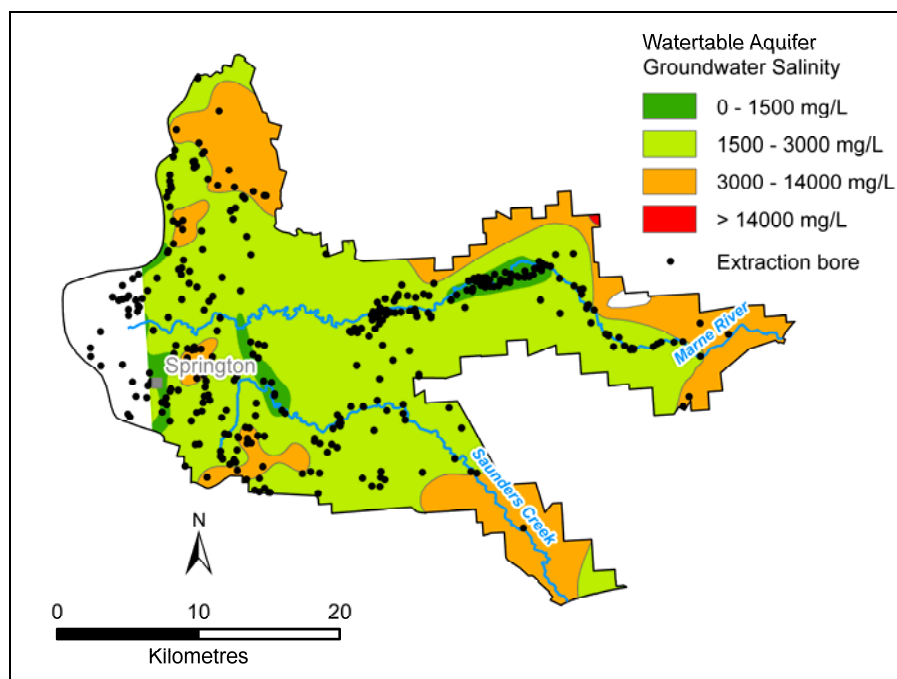 Watertable Aquifer
Groundwater Salinity
0 - 1500 mg/L
1500 - 3000 mg/L
3000 - 14000 mg/L
> 14000 mg/L
Extraction bore
Marne River
Springton
Saunders Creek
N
0 10 20
Kilometres